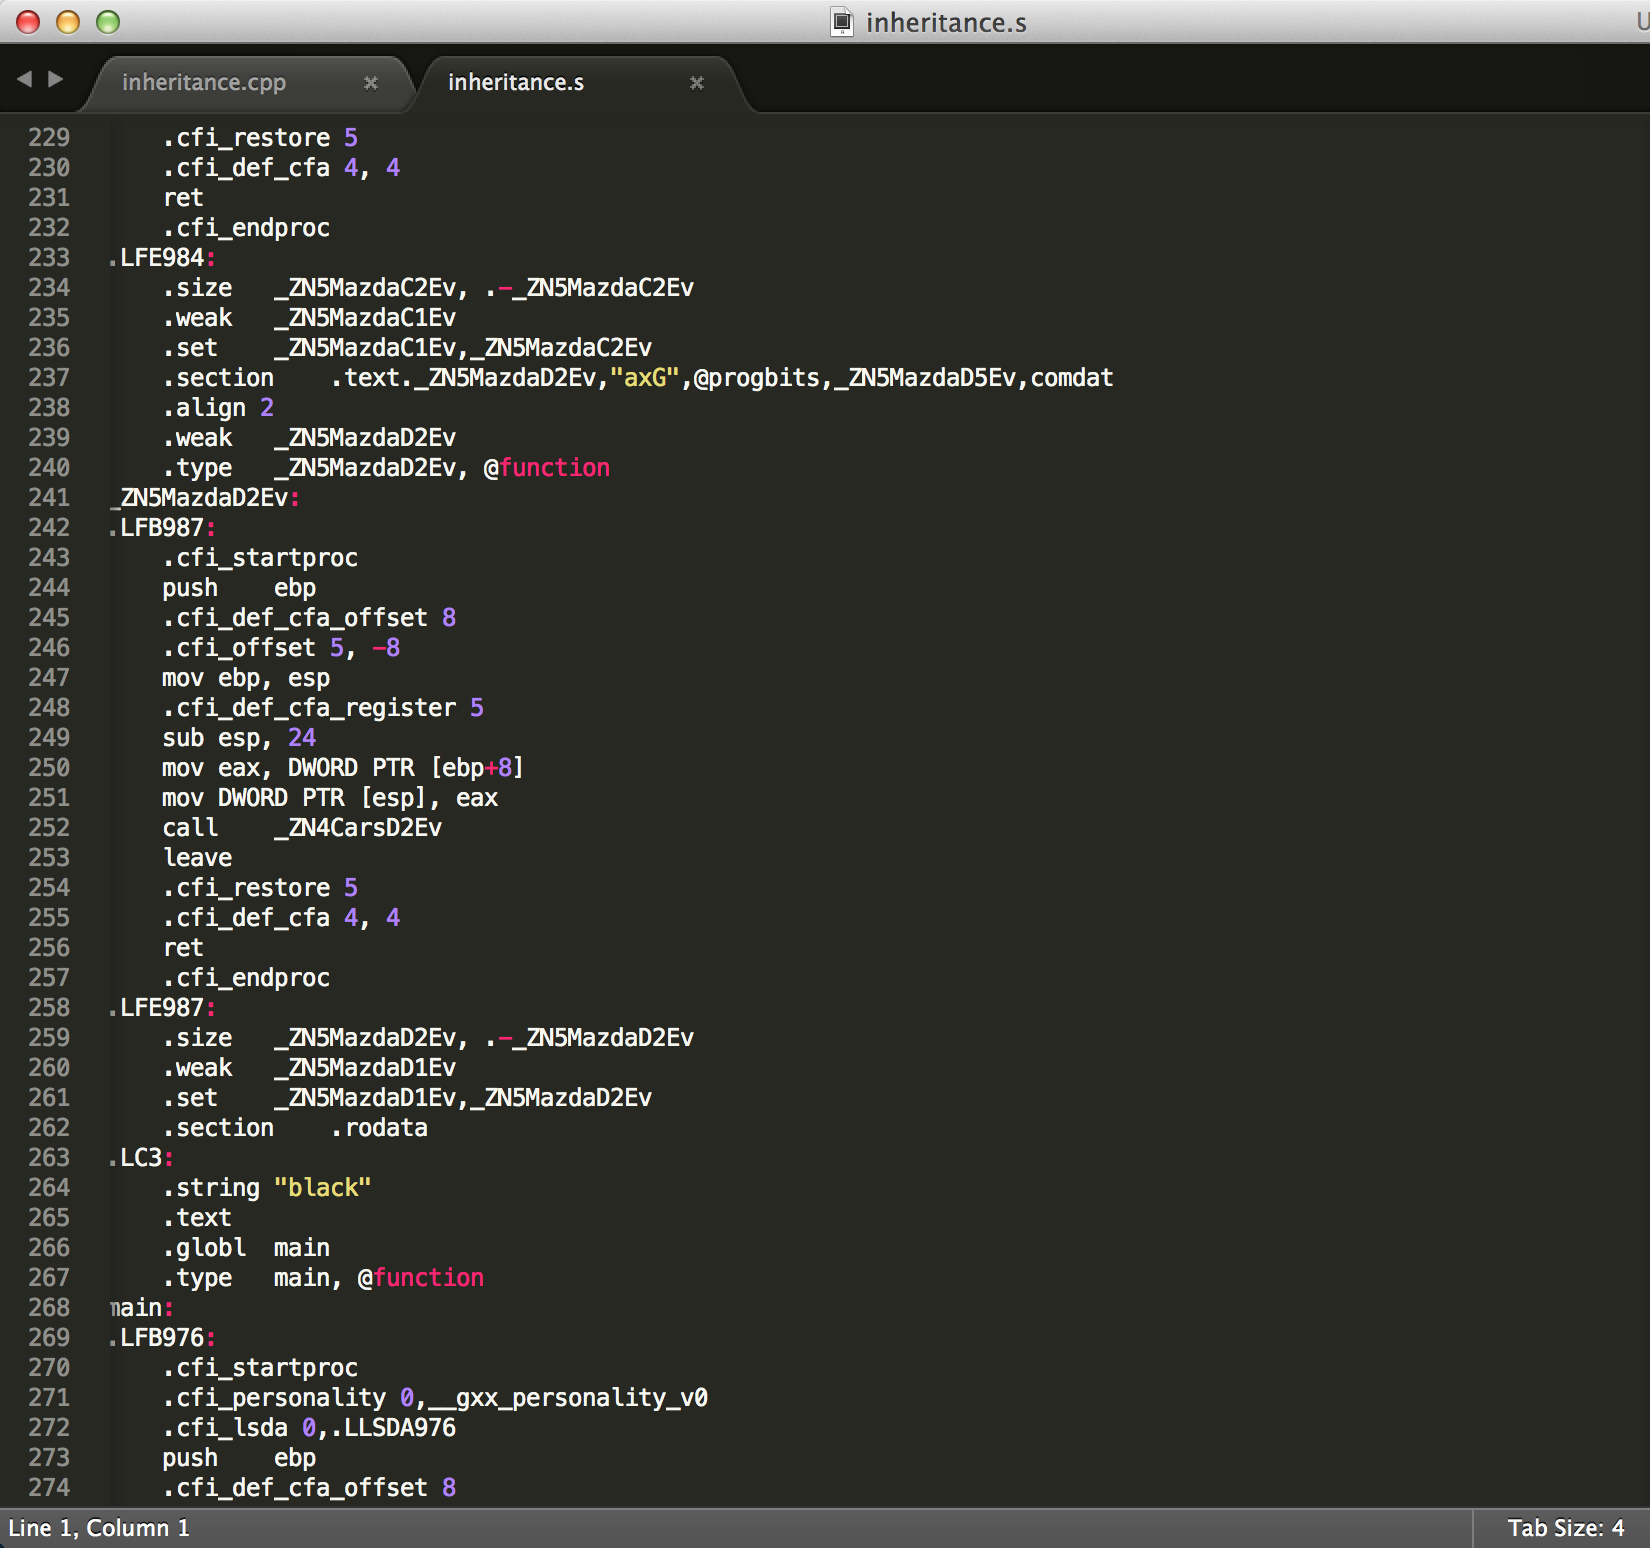 inheritance.s
inheritance.cpp
inheritance.s
229 .cfi_restore 5
230 .cfi_def_cfa 4, 4
231 ret
232 .cfi_endproc
233 .LFE984:
234 .size _ZN5MazdaC2Ev, .-_ZN5MazdaC2Ev
235 .weak _ZN5MazdaC1Ev
236 .set _ZN5MazdaC1Ev,_ZN5MazdaC2Ev
237 .section .text._ZN5MazdaD2Ev,"axG",@progbits,_ZN5MazdaD5Ev,comdat
238 .align 2
239 .weak _ZN5MazdaD2Ev
240 .type _ZN5MazdaD2Ev, @function
241 _ZN5MazdaD2Ev:
242 .LFB987:
243 .cfi_startproc
244 push ebp
245 .cfi_def_cfa_offset 8
246 .cfi_offset 5, -8
247 mov ebp, esp
248 .cfi_def_cfa_register 5
249 sub esp, 24
250 mov eax, DWORD PTR [ebp+8]
251 mov DWORD PTR [esp], eax
252 call _ZN4CarsD2Ev
253 leave
254 .cfi_restore 5
255 .cfi_def_cfa 4, 4
256 ret
257 .cfi_endproc
258 .LFE987:
259 .size _ZN5MazdaD2Ev, .-_ZN5MazdaD2Ev
260 .weak _ZN5MazdaD1Ev
261 .set _ZN5MazdaD1Ev,_ZN5MazdaD2Ev
262 .section .rodata
263 .LC3:
264 .string "black"
265 .text
266 .globl main
267 .type main, @function
268 main:
269 .LFB976:
270 .cfi_startproc
271 .cfi_personality 0,__gxx_personality_v0
272 .cfi_lsda 0,.LLSDA976
273 push ebp
274 .cfi_def_cfa_offset 8
Line 1, Column 1
Tab Size: 4